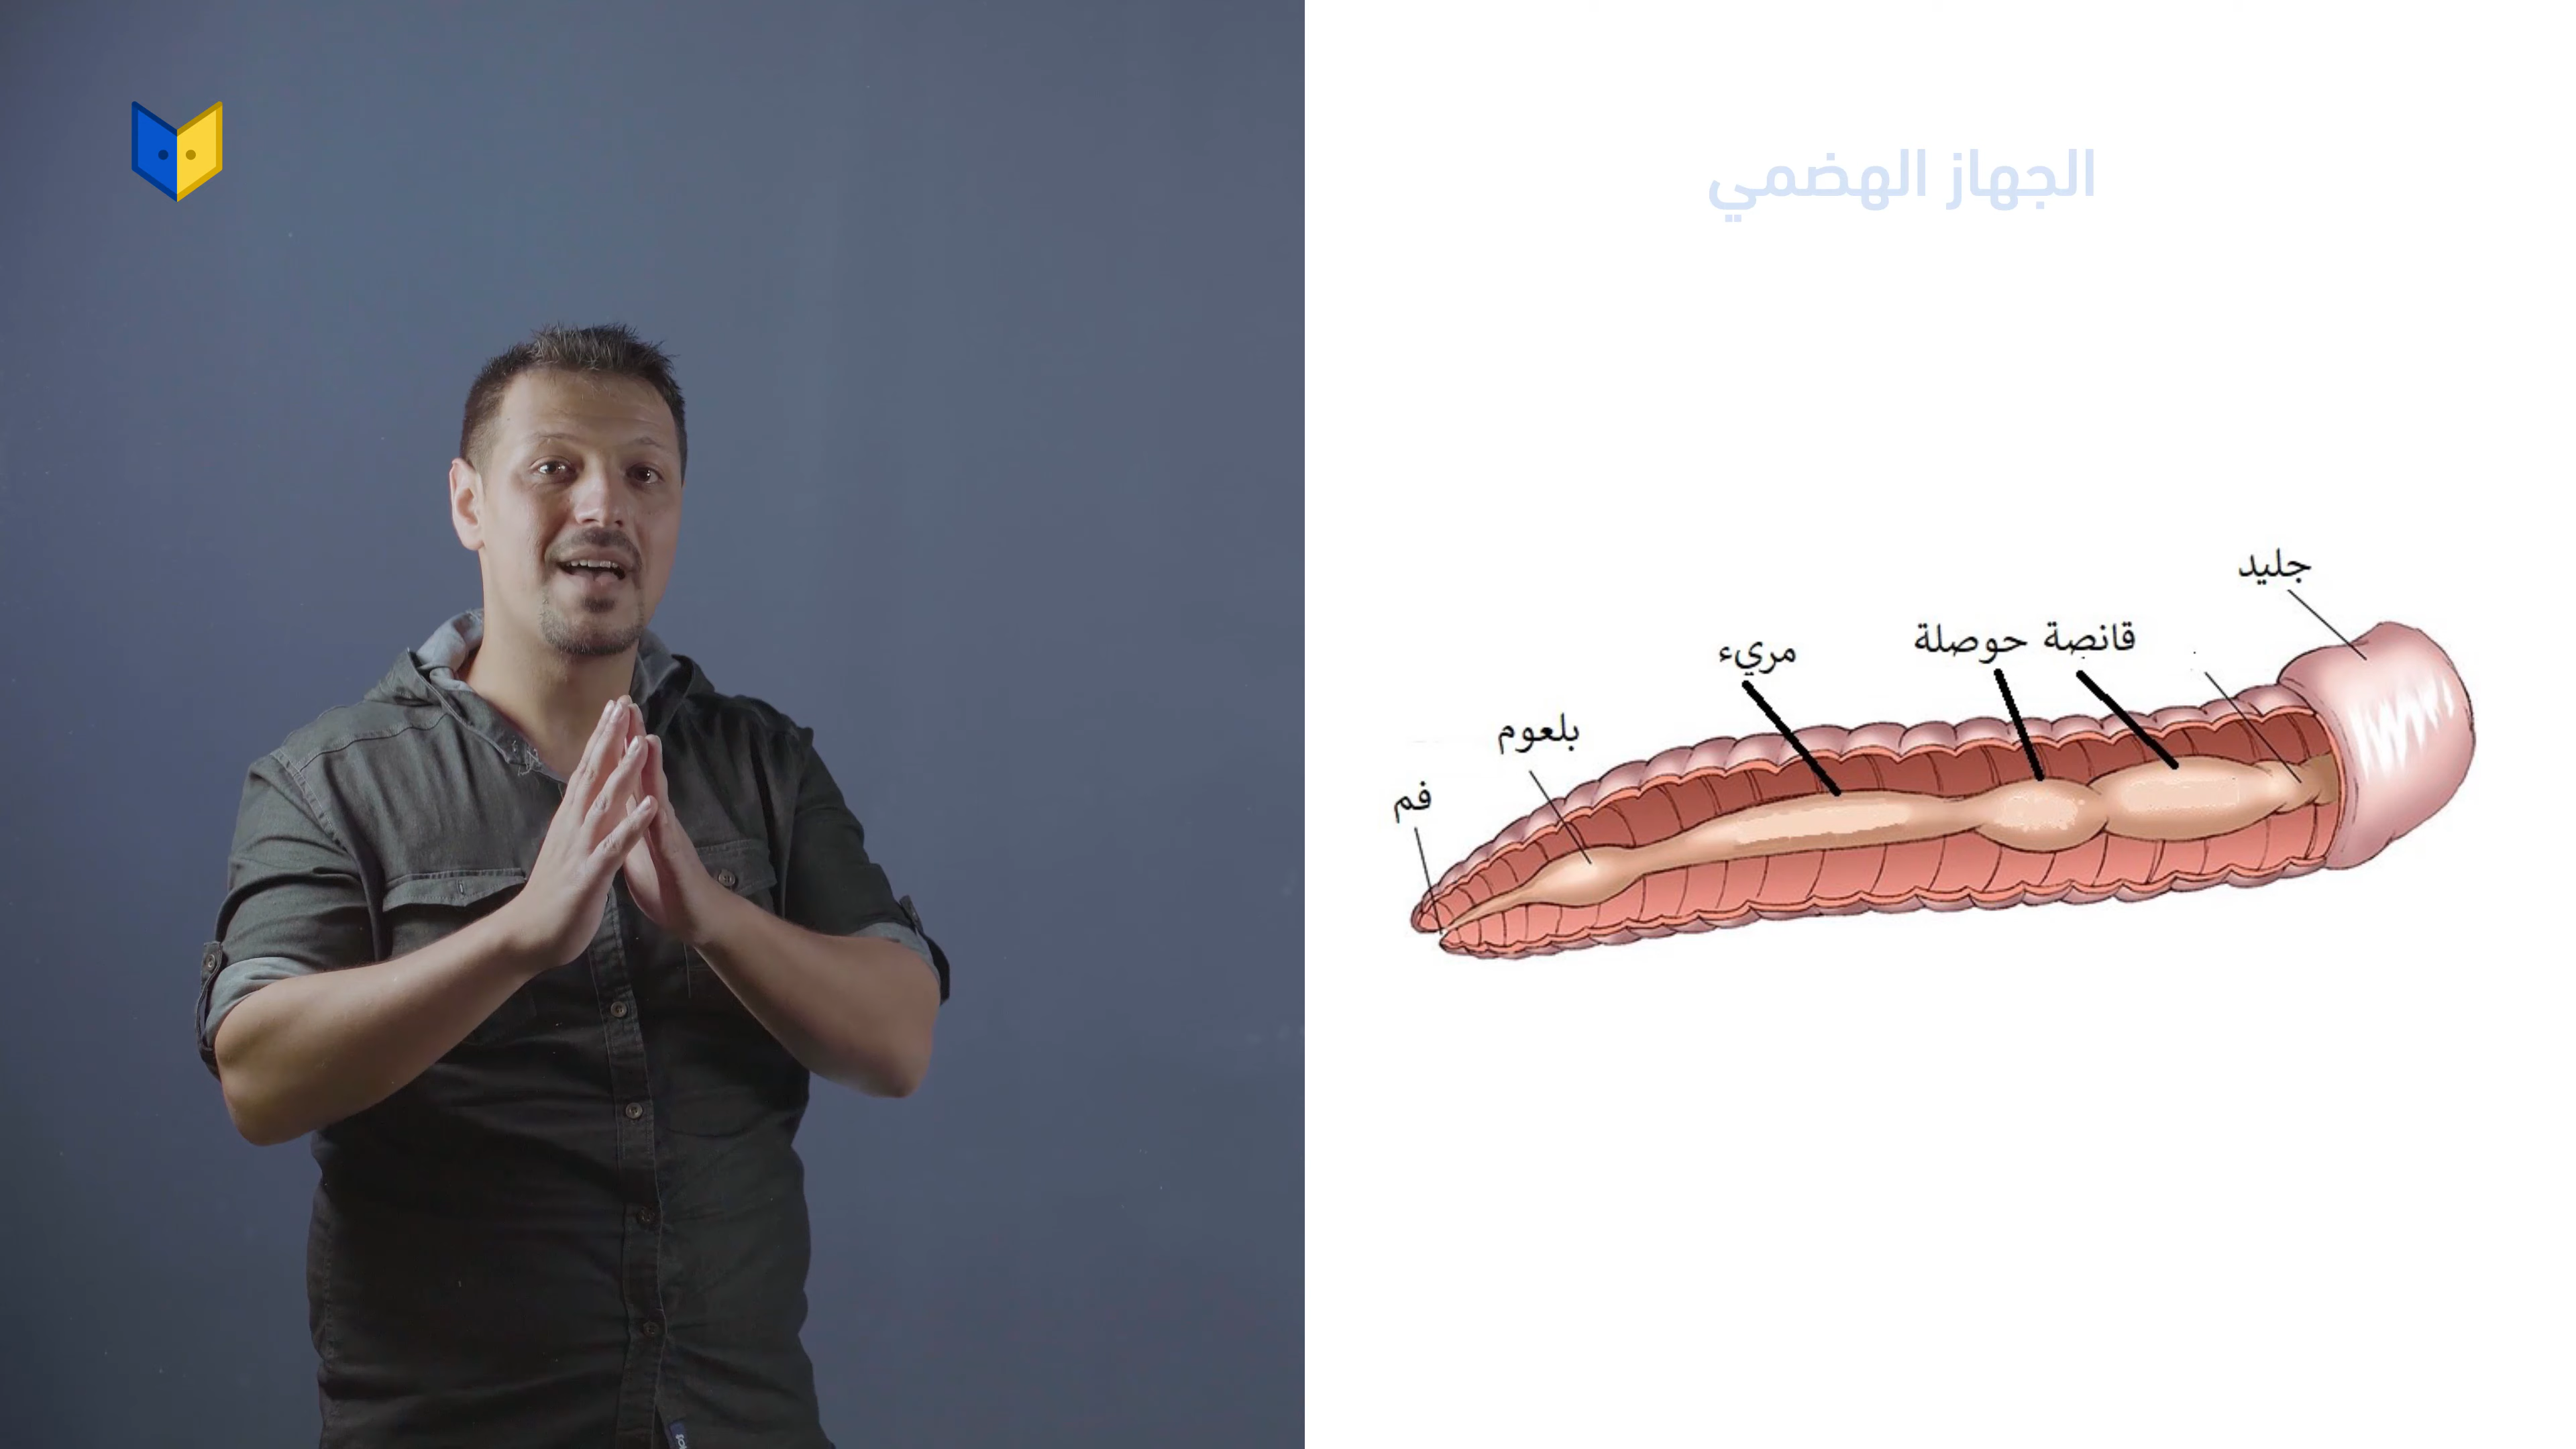 الجهاز الهضمي
جليد
قانصة
حوصلة
مريء
بلعوم
فم